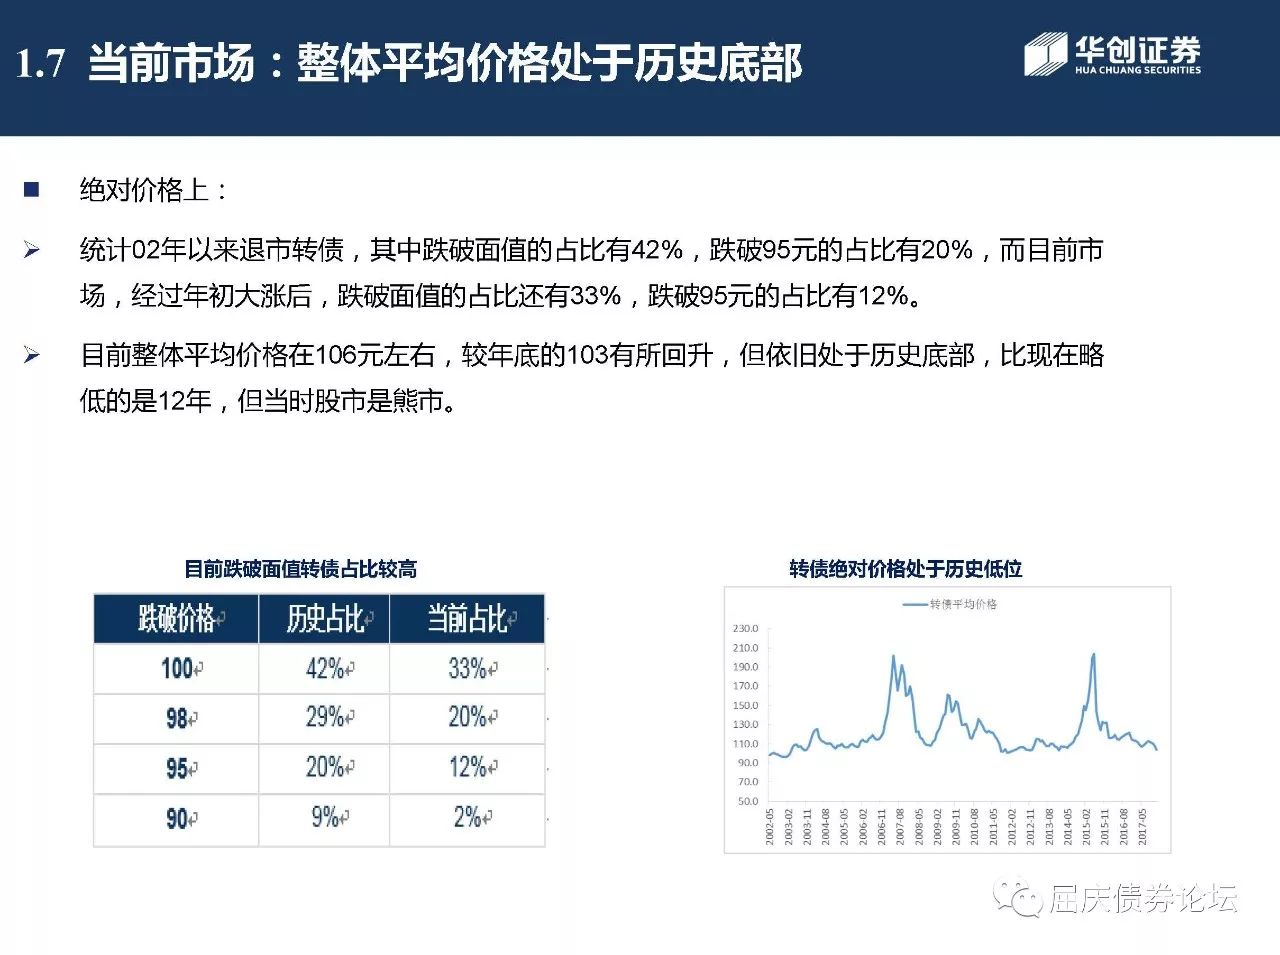 1.7 当前市场：整体平均价格处于历史底部
华创证券
HUA CHUANG SECURITIES
绝对价格上：
统计02年以来退市转债，其中跌破面值的占比有42%，跌破95元的占比有20%，而目前市
场，经过年初大涨后，跌破面值的占比还有33%，跌破95元的占比有12%。
目前整体平均价格在106元左右，较年底的103有所回升，但依旧处于历史底部，比现在略
低的是12年，但当时股市是熊市。
目前跌破面值转债占比较高
跌破价格 历史占比 当前占比
100 42% 33%
98 29% 20%
95 20% 12%
90 9% 2%
转债绝对价格处于历史低位
转债平均价格
230.0
210.0
190.0
170.0
150.0
130.0
110.0
90.0
70.0
50.0
2002-05 2003-02 2003-11 2004-08 2005-05 2006-02 2006-11 2007-08 2008-05 2009-02 2009-11 2010-08 2011-05 2012-02 2012-11 2013-08 2014-05 2015-02 2015-11 2016-08 2017-05
屈庆债券论坛